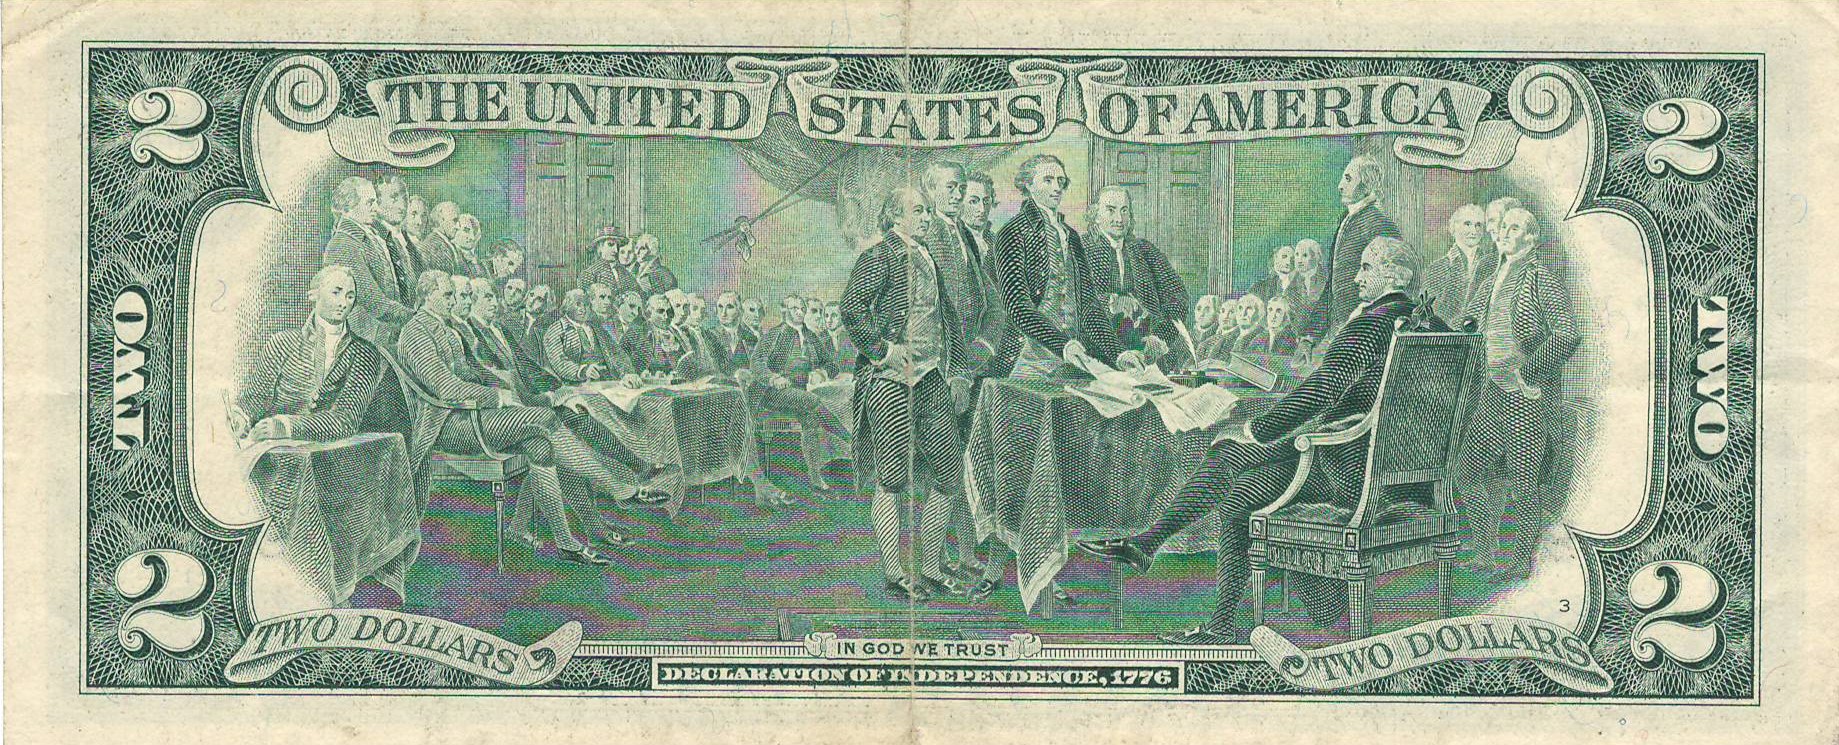 THE UNITED STATES OF AMERICA
2
2
TWO
TWO
2
2
3
TWO DOLLARS
IN GOD WE TRUST
TWO DOLLARS
DECLARATION OF INDEPENDENCE, 1776